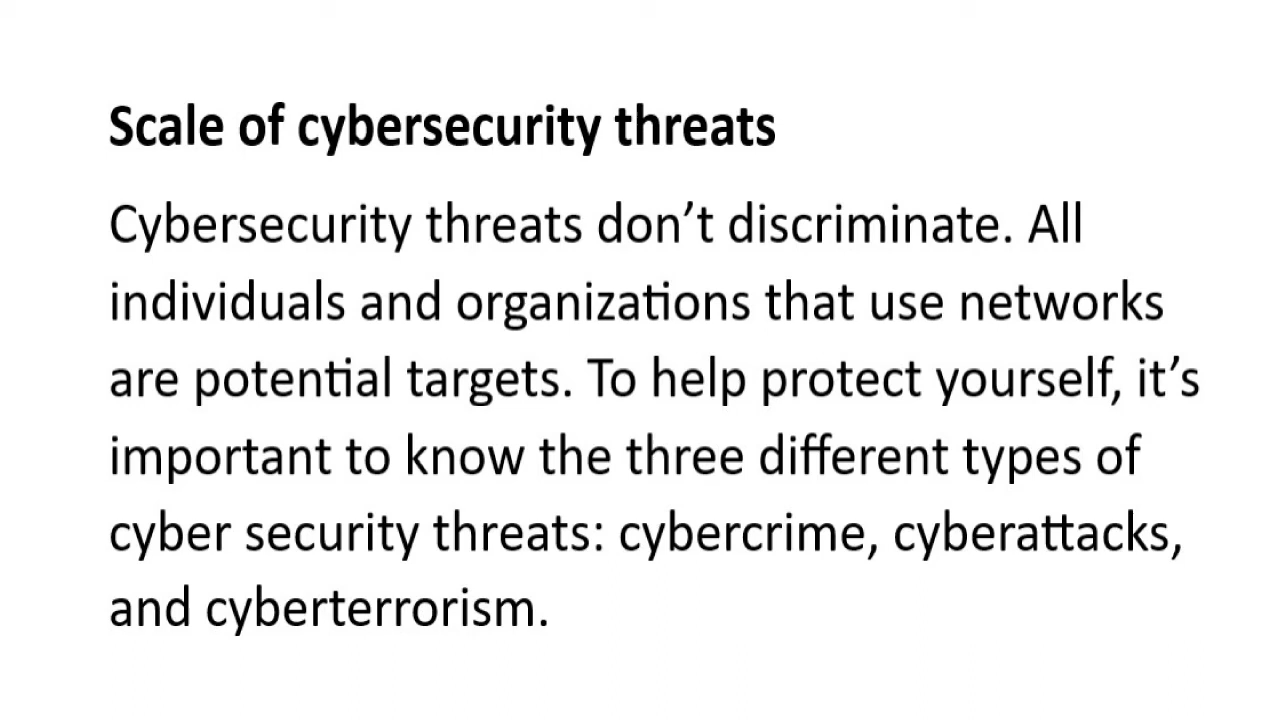 Scale of cybersecurity threats
Cybersecurity threats don’t discriminate. All
individuals and organizations that use networks
are potential targets. To help protect yourself, it’s
important to know the three different types of
cyber security threats: cybercrime, cyberattacks,
and cyberterrorism.